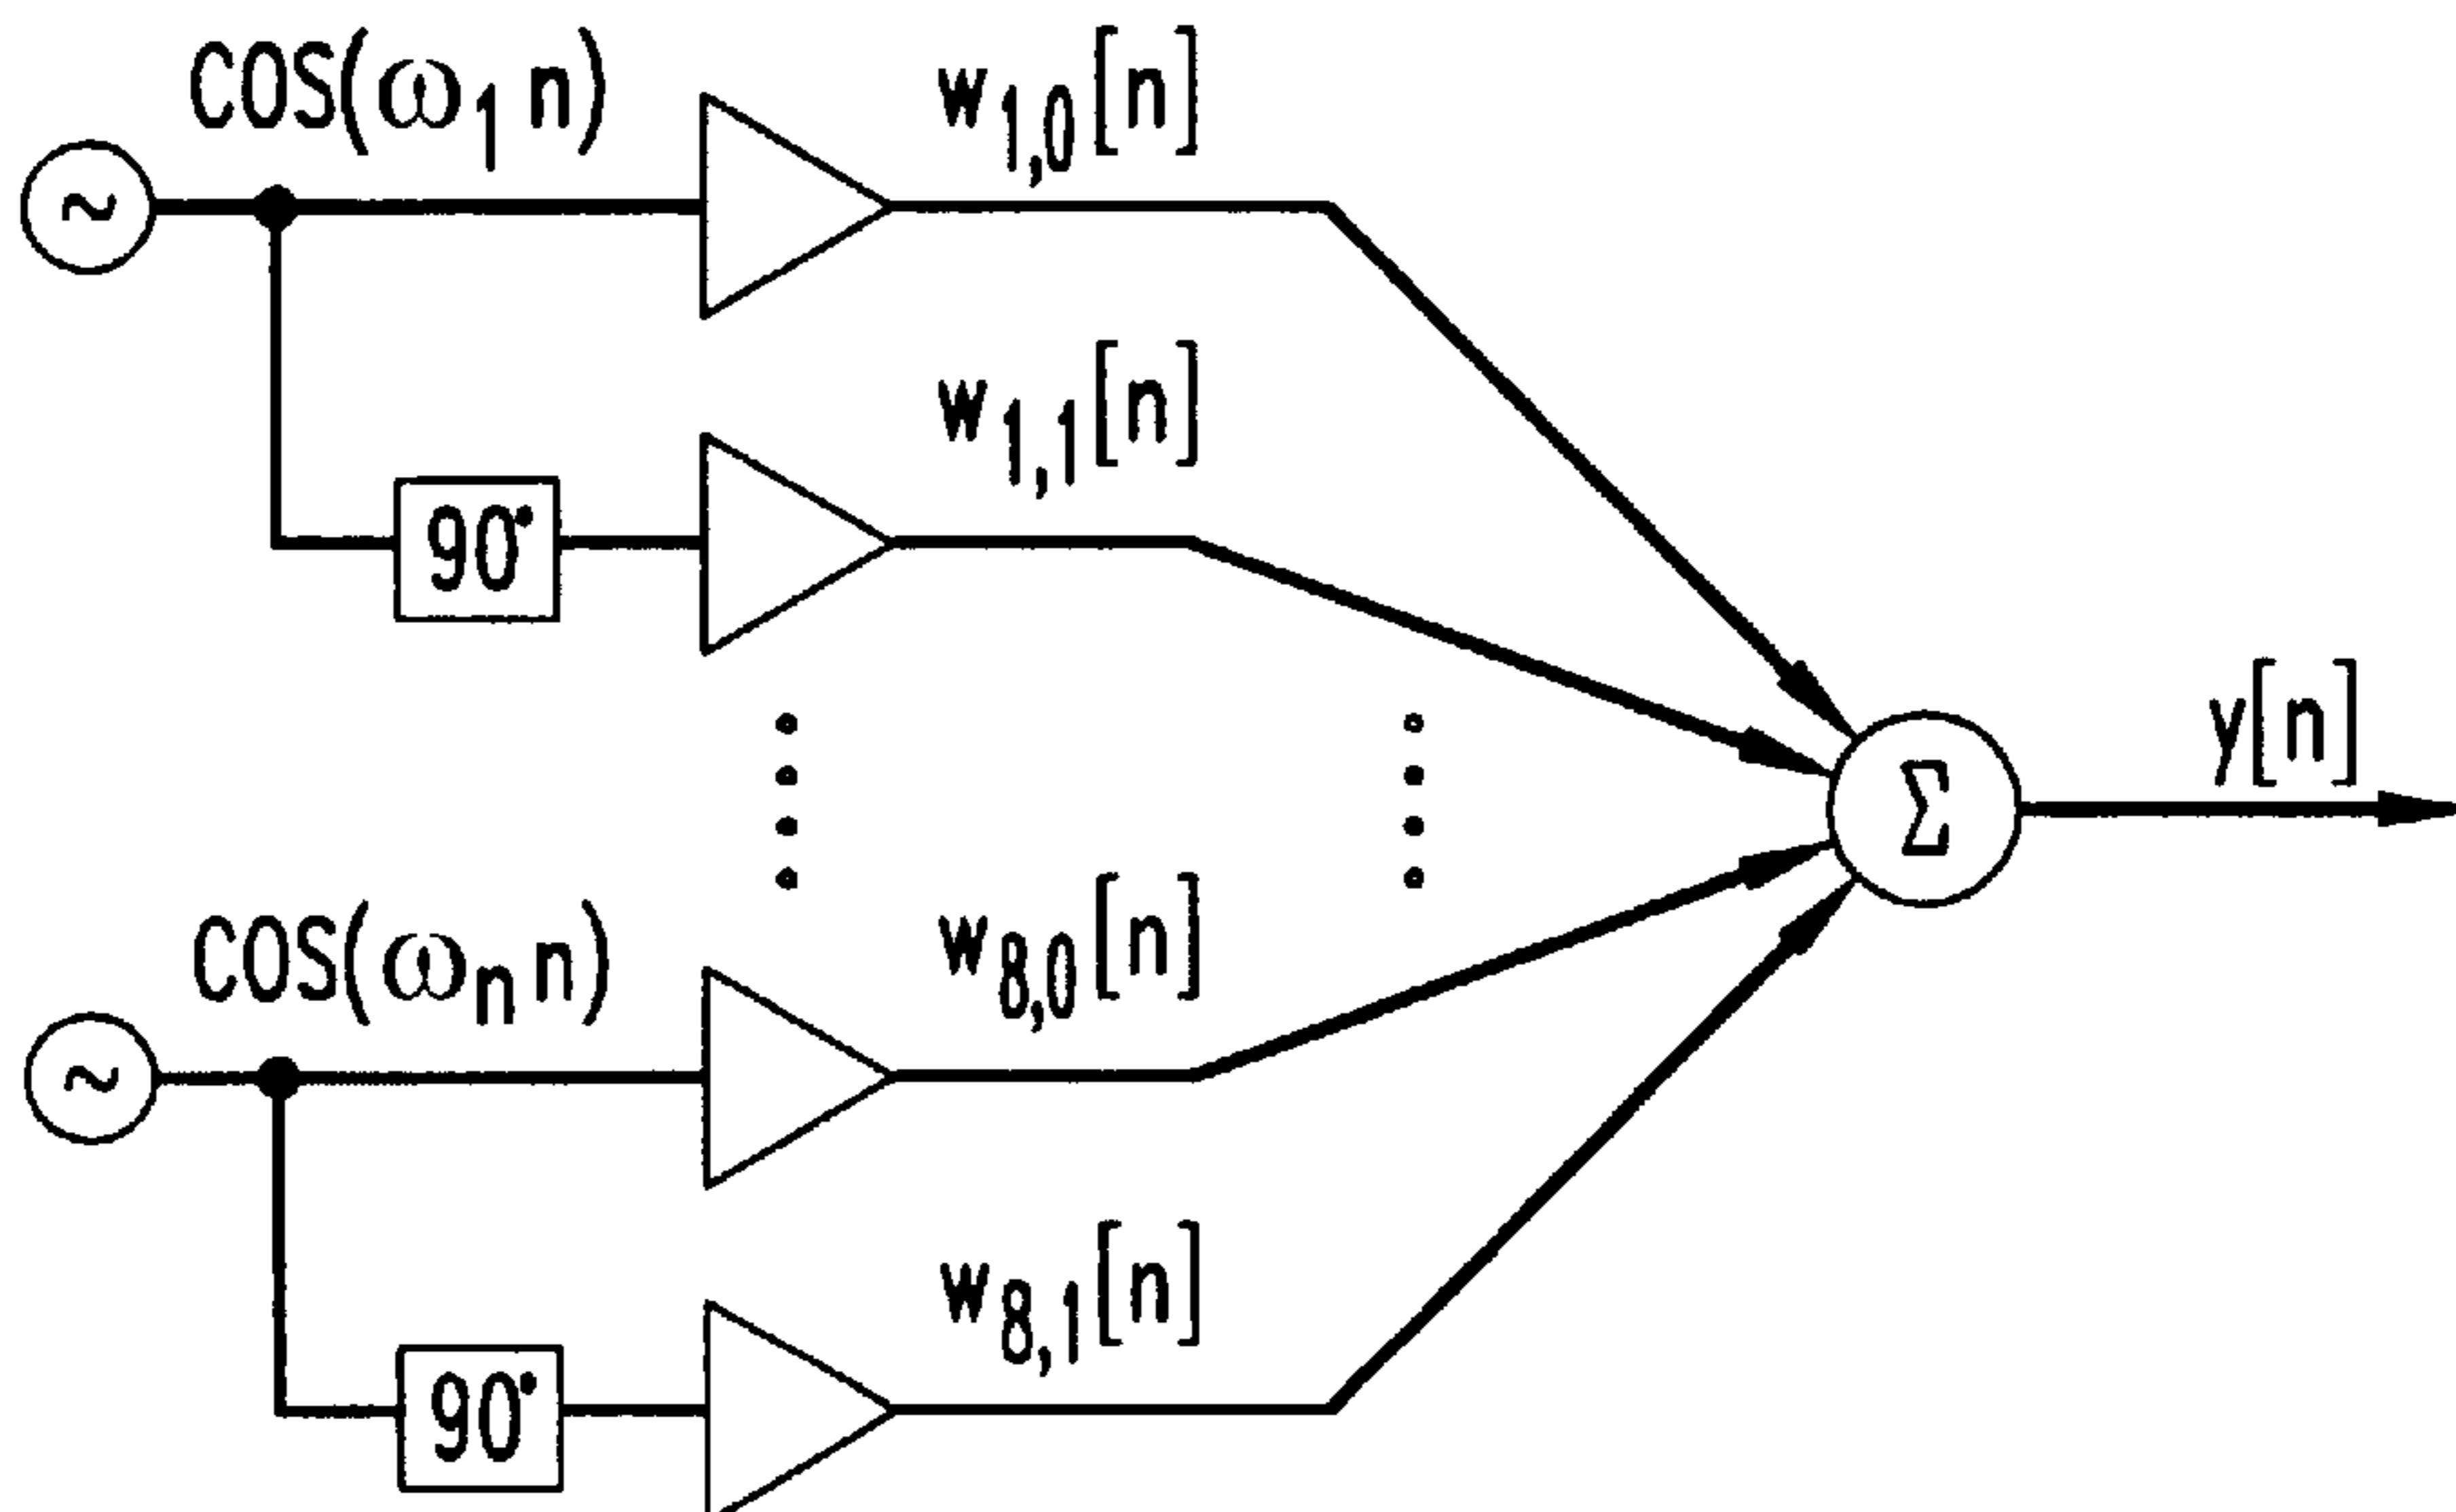 COS(ω₁ n)
w₁,₀[n]
~
w₁,₁[n]
90°
y[n]
Σ
COS(ωₙ n)
w₈,₀[n]
~
w₈,₁[n]
90°